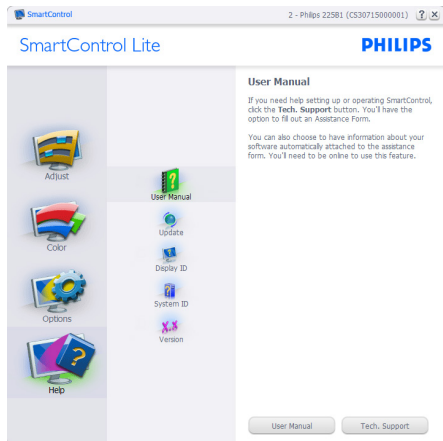 SmartControl
2 - Philips 225B1 (CS30715000001)
SmartControl Lite
PHILIPS
Adjust
Color
Options
Help
User Manual
Update
Display ID
System ID
X.X
Version
User Manual
If you need help setting up or operating SmartControl,
click the Tech. Support button. You'll have the
option to fill out an Assistance Form.
You can also choose to have information about your
software automatically attached to the assistance
form. You'll need to be online to use this feature.
User Manual
Tech. Support